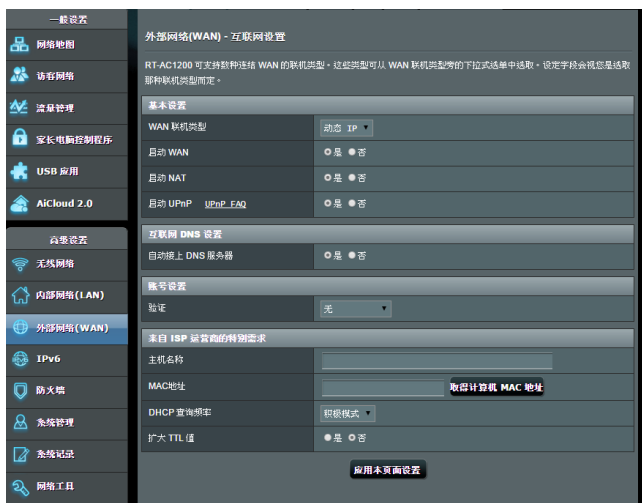 一般设置
网络地图
访客网络
流量管理
家长电脑控制程序
USB 应用
AiCloud 2.0
高级设置
无线网络
内部网络(LAN)
外部网络(WAN)
IPv6
防火墙
系统管理
系统记录
网络工具
外部网络(WAN) - 互联网设置
RT-AC1200 可支持数种连结 WAN 的联机类型。这些类型可以 WAN 联机类型旁的下拉式选单中选取。设定字段会视您是选取
那种联机类型而定。
基本设置
WAN 联机类型 动态 IP
启动 WAN 是 否
启动 NAT 是 否
启动 UPnP UPnP FAQ 是 否
互联网 DNS 设置
自动接上 DNS 服务器 是 否
账号设置
验证 无
来自 ISP 运营商的特别需求
主机名称
MAC地址 取得计算机 MAC 地址
DHCP 查询频率 积极模式
扩大 TTL 值 是 否
应用本页面设置